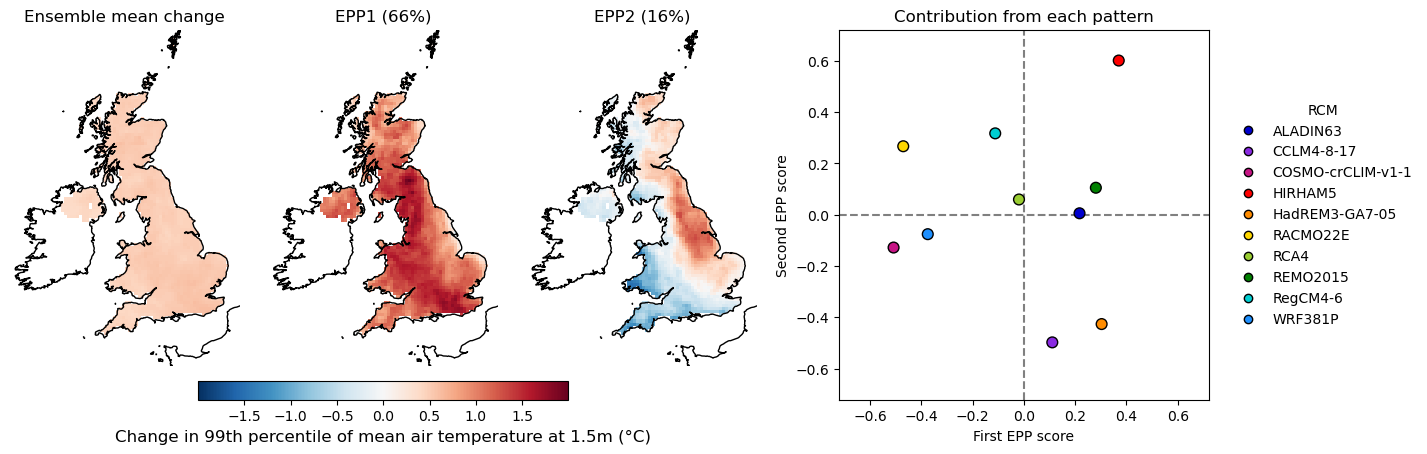 Ensemble mean change
EPP1 (66%)
EPP2 (16%)
−1.5 −1.0 −0.5 0.0 0.5 1.0 1.5
Change in 99th percentile of mean air temperature at 1.5m (°C)
Contribution from each pattern
Second EPP score
0.6
0.4
0.2
0.0
−0.2
−0.4
−0.6
−0.6 −0.4 −0.2 0.0 0.2 0.4 0.6
First EPP score
RCM
ALADIN63
CCLM4-8-17
COSMO-crCLIM-v1-1
HIRHAM5
HadREM3-GA7-05
RACMO22E
RCA4
REMO2015
RegCM4-6
WRF381P